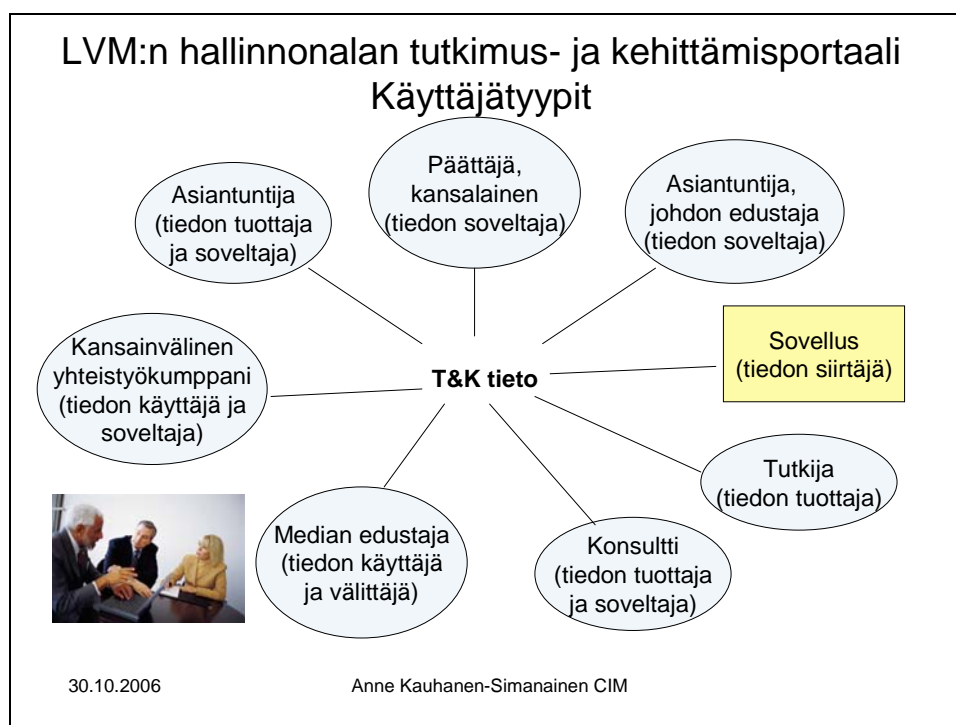 LVM:n hallinnonalan tutkimus- ja kehittämisportaali
Käyttäjätyypit
Päättäjä,
kansalainen
(tiedon soveltaja)
Asiantuntija
(tiedon tuottaja
ja soveltaja)
Asiantuntija,
johdon edustaja
(tiedon soveltaja)
Kansainvälinen
yhteistyökumppani
(tiedon käyttäjä ja
soveltaja)
T&K tieto
Sovellus
(tiedon siirtäjä)
Tutkija
(tiedon tuottaja)
Median edustaja
(tiedon käyttäjä
ja välittäjä)
Konsultti
(tiedon tuottaja
ja soveltaja)
30.10.2006
Anne Kauhanen-Simanainen CIM